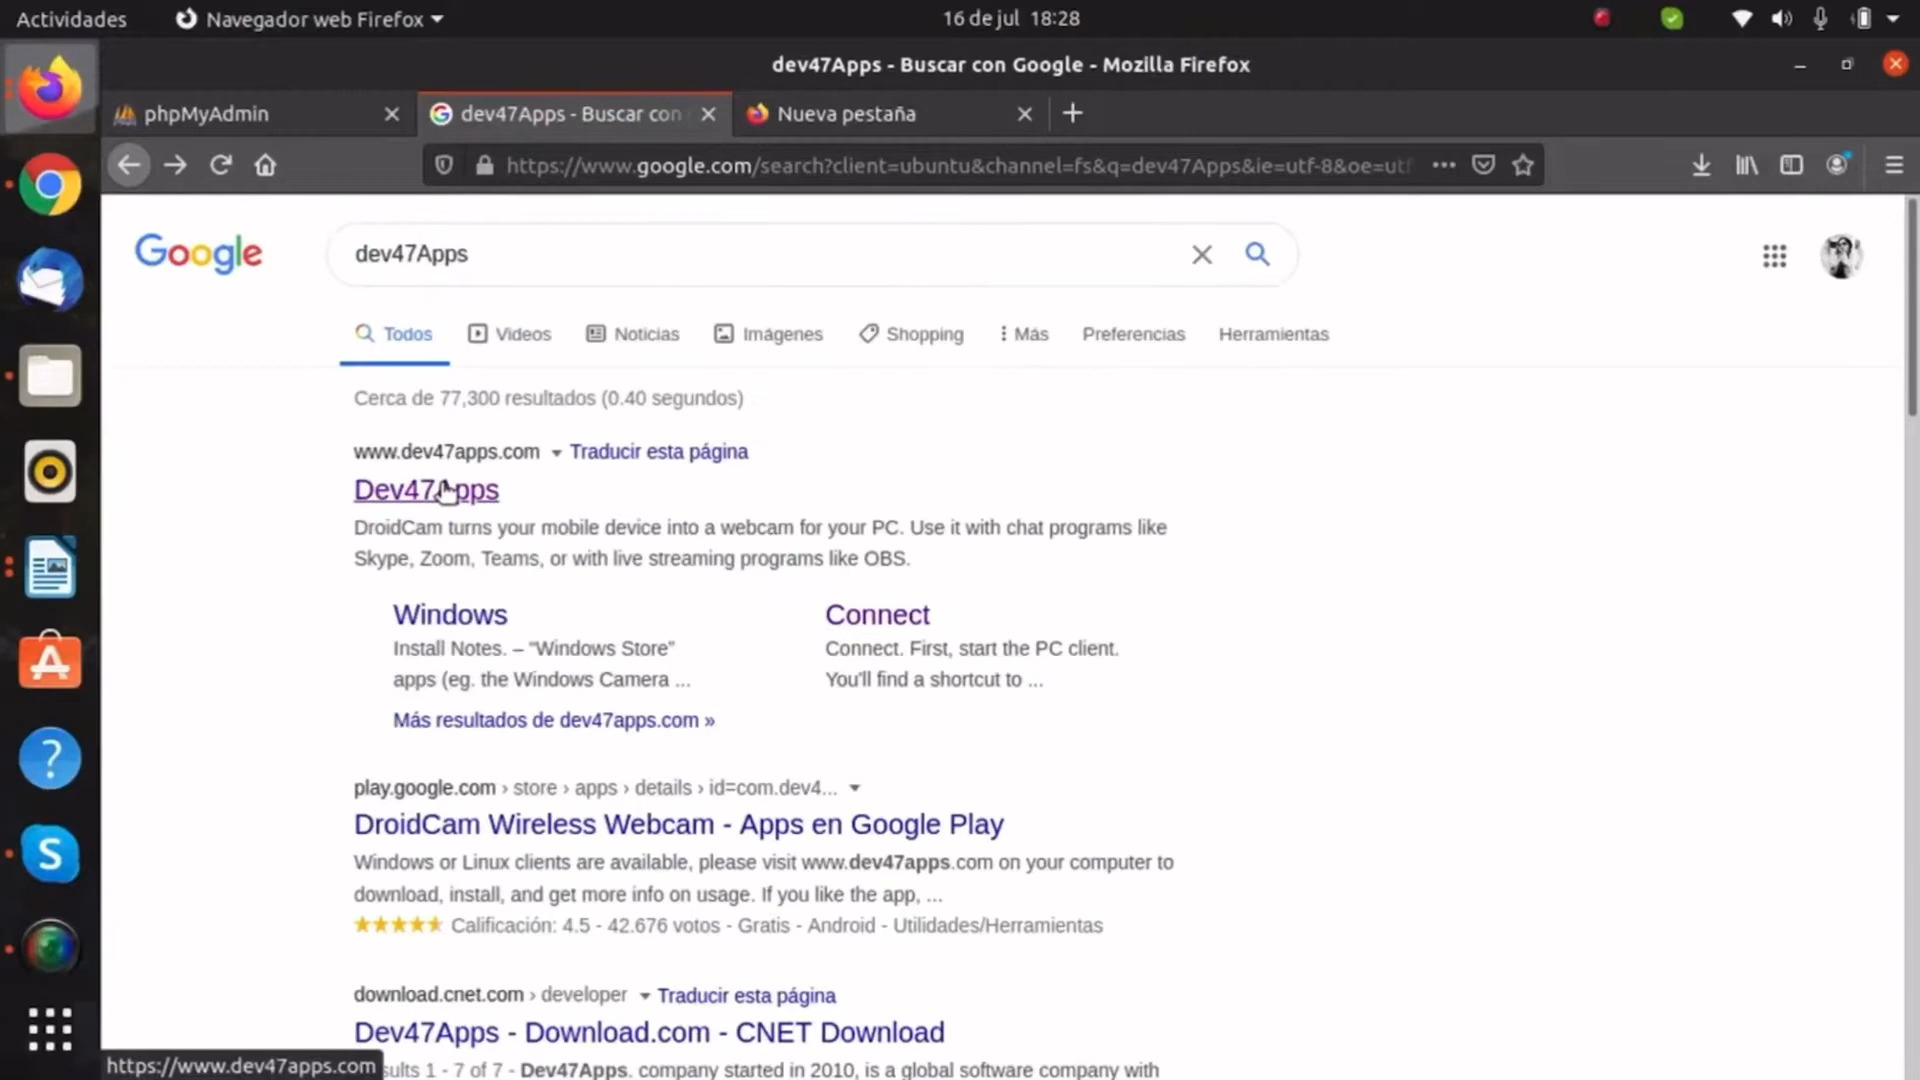 Actividades
Navegador web Firefox
16 de jul 18:28
dev47Apps - Buscar con Google - Mozilla Firefox
phpMyAdmin
dev47Apps - Buscar con
Nueva pestaña
https://www.google.com/search?client=ubuntu&channel=fs&q=dev47Apps&ie=utf-8&oe=utf
Google
dev47Apps
Todos
Videos
Noticias
Imágenes
Shopping
Más
Preferencias
Herramientas
Cerca de 77,300 resultados (0.40 segundos)
www.dev47apps.com
Traducir esta página
Dev47Apps
DroidCam turns your mobile device into a webcam for your PC. Use it with chat programs like
Skype, Zoom, Teams, or with live streaming programs like OBS.
Windows
Install Notes. – “Windows Store”
apps (eg. the Windows Camera ...
Connect
Connect. First, start the PC client.
You'll find a shortcut to ...
Más resultados de dev47apps.com »
play.google.com › store › apps › details › id=com.dev4...
DroidCam Wireless Webcam - Apps en Google Play
Windows or Linux clients are available, please visit www.dev47apps.com on your computer to
download, install, and get more info on usage. If you like the app, ...
Calificación: 4.5 - 42.676 votos - Gratis - Android - Utilidades/Herramientas
download.cnet.com › developer
Traducir esta página
Dev47Apps - Download.com - CNET Download
sults 1 - 7 of 7 - Dev47Apps. company started in 2010, is a global software company with
https://www.dev47apps.com